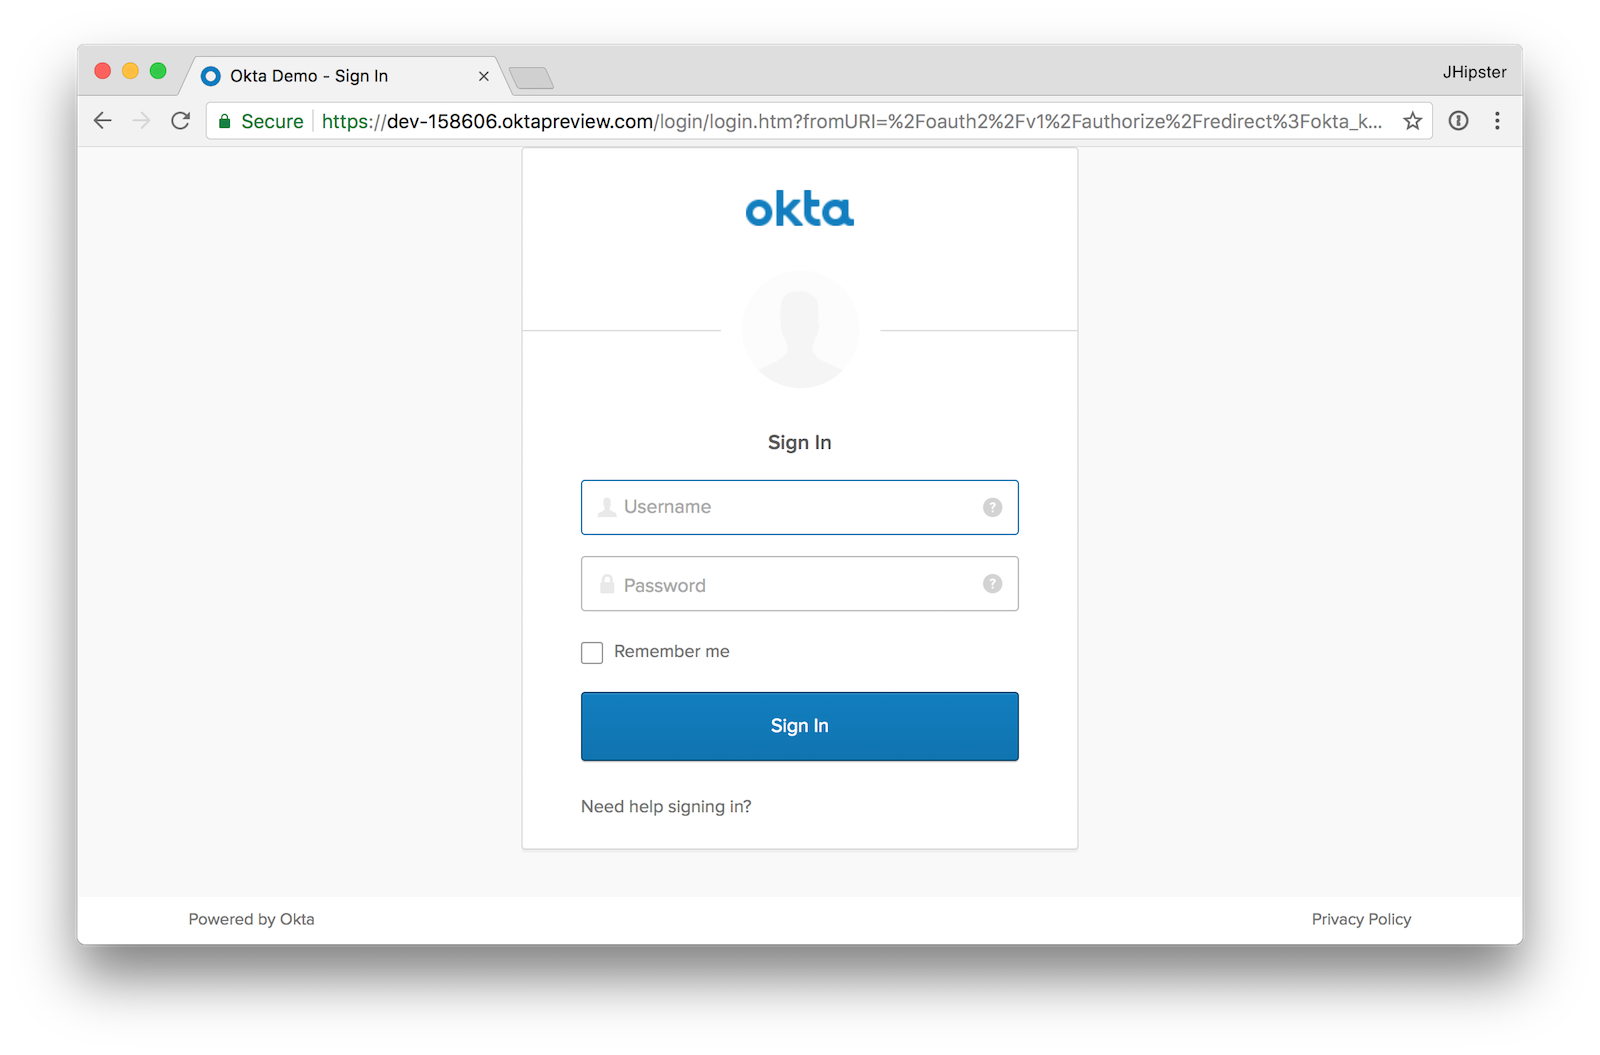 Okta Demo - Sign In
JHipster
Secure
https://dev-158606.oktapreview.com/login/login.htm?fromURI=%2Foauth2%2Fv1%2Fauthorize%2Fredirect%3Fokta_k...
okta
Sign In
Username
?
Password
?
Remember me
Sign In
Need help signing in?
Powered by Okta
Privacy Policy